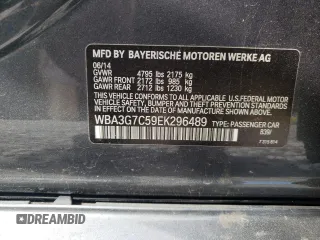 MFD BY BAYERISCHE MOTOREN WERKE AG
06/14
GVWR 4795 lbs 2175 kg
GAWR FRONT 2172 lbs 985 kg
GAWR REAR 2712 lbs 1230 kg
THIS VEHICLE CONFORMS TO ALL APPLICABLE U.S. FEDERAL MOTOR
VEHICLE SAFETY, BUMPER, AND THEFT PREVENTION STANDARDS
IN EFFECT ON THE DATE OF MANUFACTURE SHOWN ABOVE.
WBA3G7C59EK296489 TYPE: PASSENGER CAR
DREAMBID
DREAMBID